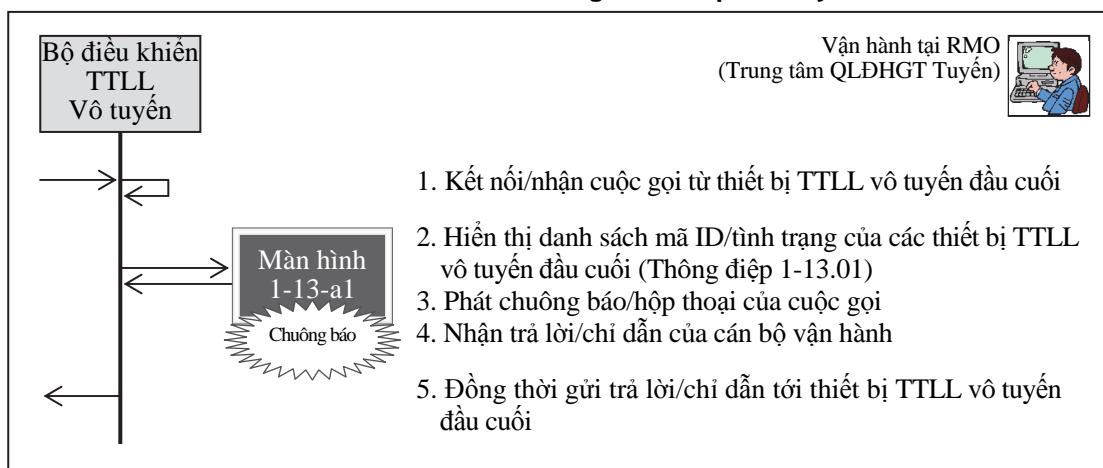 Bộ điều khiển
TTLL
Vô tuyến
Vận hành tại RMO
(Trung tâm QLĐHGT Tuyến)
1. Kết nối/nhận cuộc gọi từ thiết bị TTLL vô tuyến đầu cuối
Màn hình
1-13-a1
Chuông báo
2. Hiển thị danh sách mã ID/tình trạng của các thiết bị TTLL
vô tuyến đầu cuối (Thông điệp 1-13.01)
3. Phát chuông báo/hộp thoại của cuộc gọi
4. Nhận trả lời/chỉ dẫn của cán bộ vận hành
5. Đồng thời gửi trả lời/chỉ dẫn tới thiết bị TTLL vô tuyến
đầu cuối